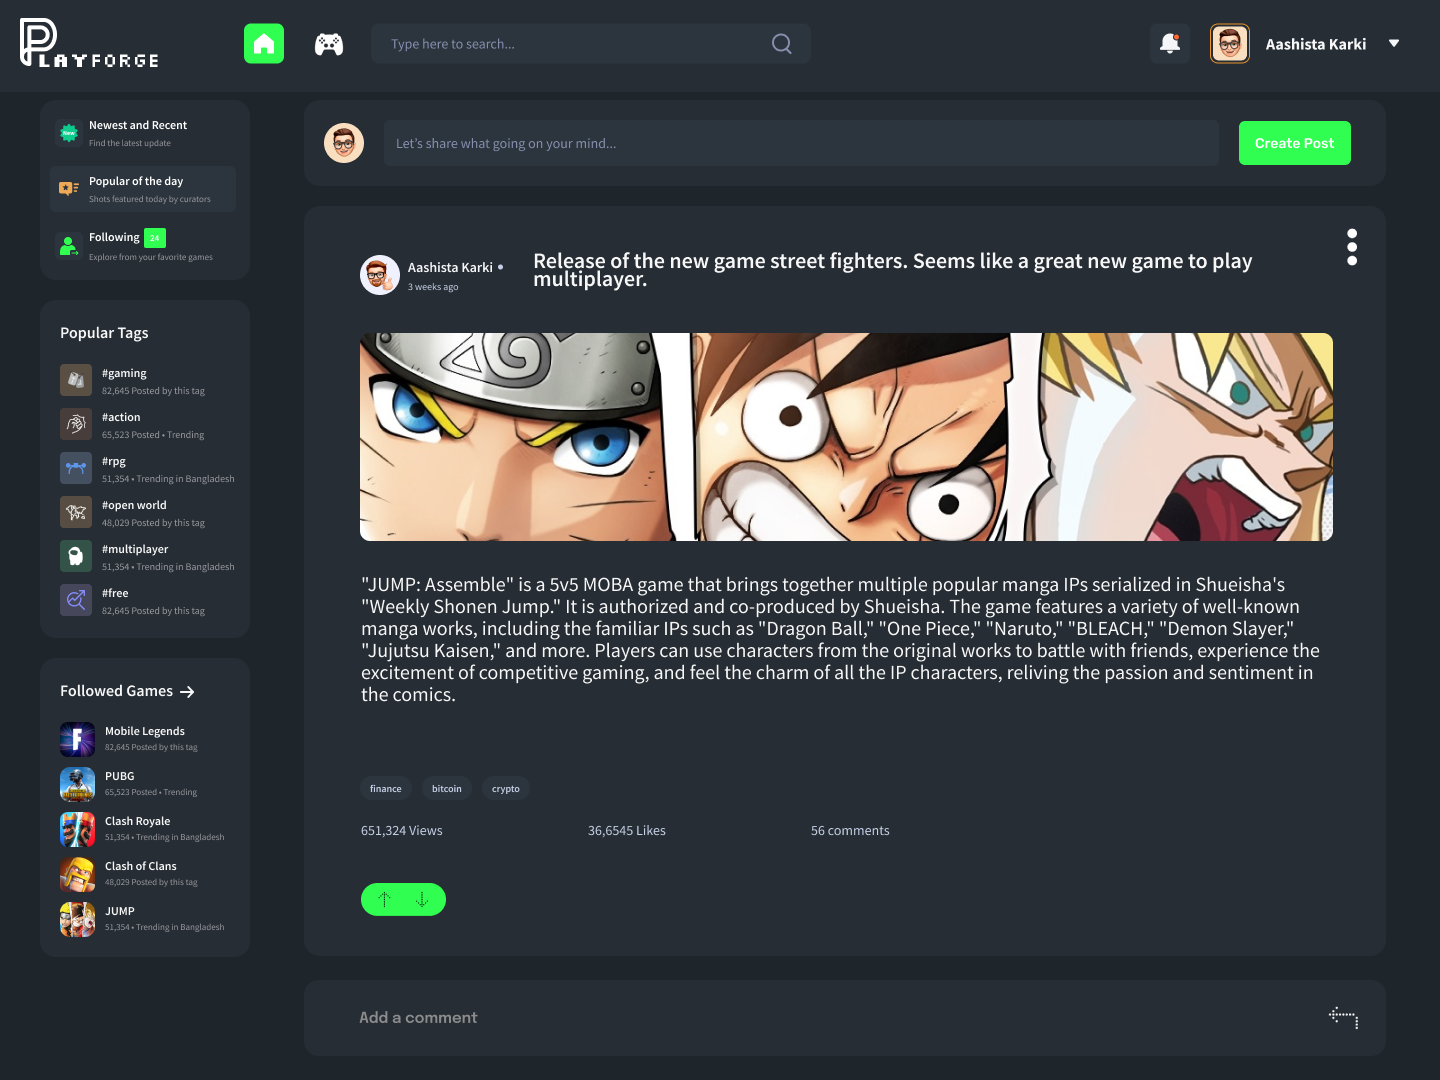 PLAYFORGE
Type here to search...
Aashista Karki
New
Newest and Recent
Find the latest update
Popular of the day
Shots featured today by curators
Following 24
Explore from your favorite games
Popular Tags
#gaming
82,645 Posted by this tag
#action
65,523 Posted • Trending
#rpg
51,354 • Trending in Bangladesh
#open world
48,029 Posted by this tag
#multiplayer
51,354 • Trending in Bangladesh
#free
82,645 Posted by this tag
Followed Games
F
Mobile Legends
82,645 Posted by this tag
PUBG
65,523 Posted • Trending
Clash Royale
51,354 • Trending in Bangladesh
Clash of Clans
48,029 Posted by this tag
JUMP
51,354 • Trending in Bangladesh
Let's share what going on your mind...
Create Post
Aashista Karki •
3 weeks ago
Release of the new game street fighters. Seems like a great new game to play
multiplayer.
"JUMP: Assemble" is a 5v5 MOBA game that brings together multiple popular manga IPs serialized in Shueisha's
"Weekly Shonen Jump." It is authorized and co-produced by Shueisha. The game features a variety of well-known
manga works, including the familiar IPs such as "Dragon Ball," "One Piece," "Naruto," "BLEACH," "Demon Slayer,"
"Jujutsu Kaisen," and more. Players can use characters from the original works to battle with friends, experience the
excitement of competitive gaming, and feel the charm of all the IP characters, reliving the passion and sentiment in
the comics.
finance bitcoin crypto
651,324 Views 36,6545 Likes 56 comments
Add a comment